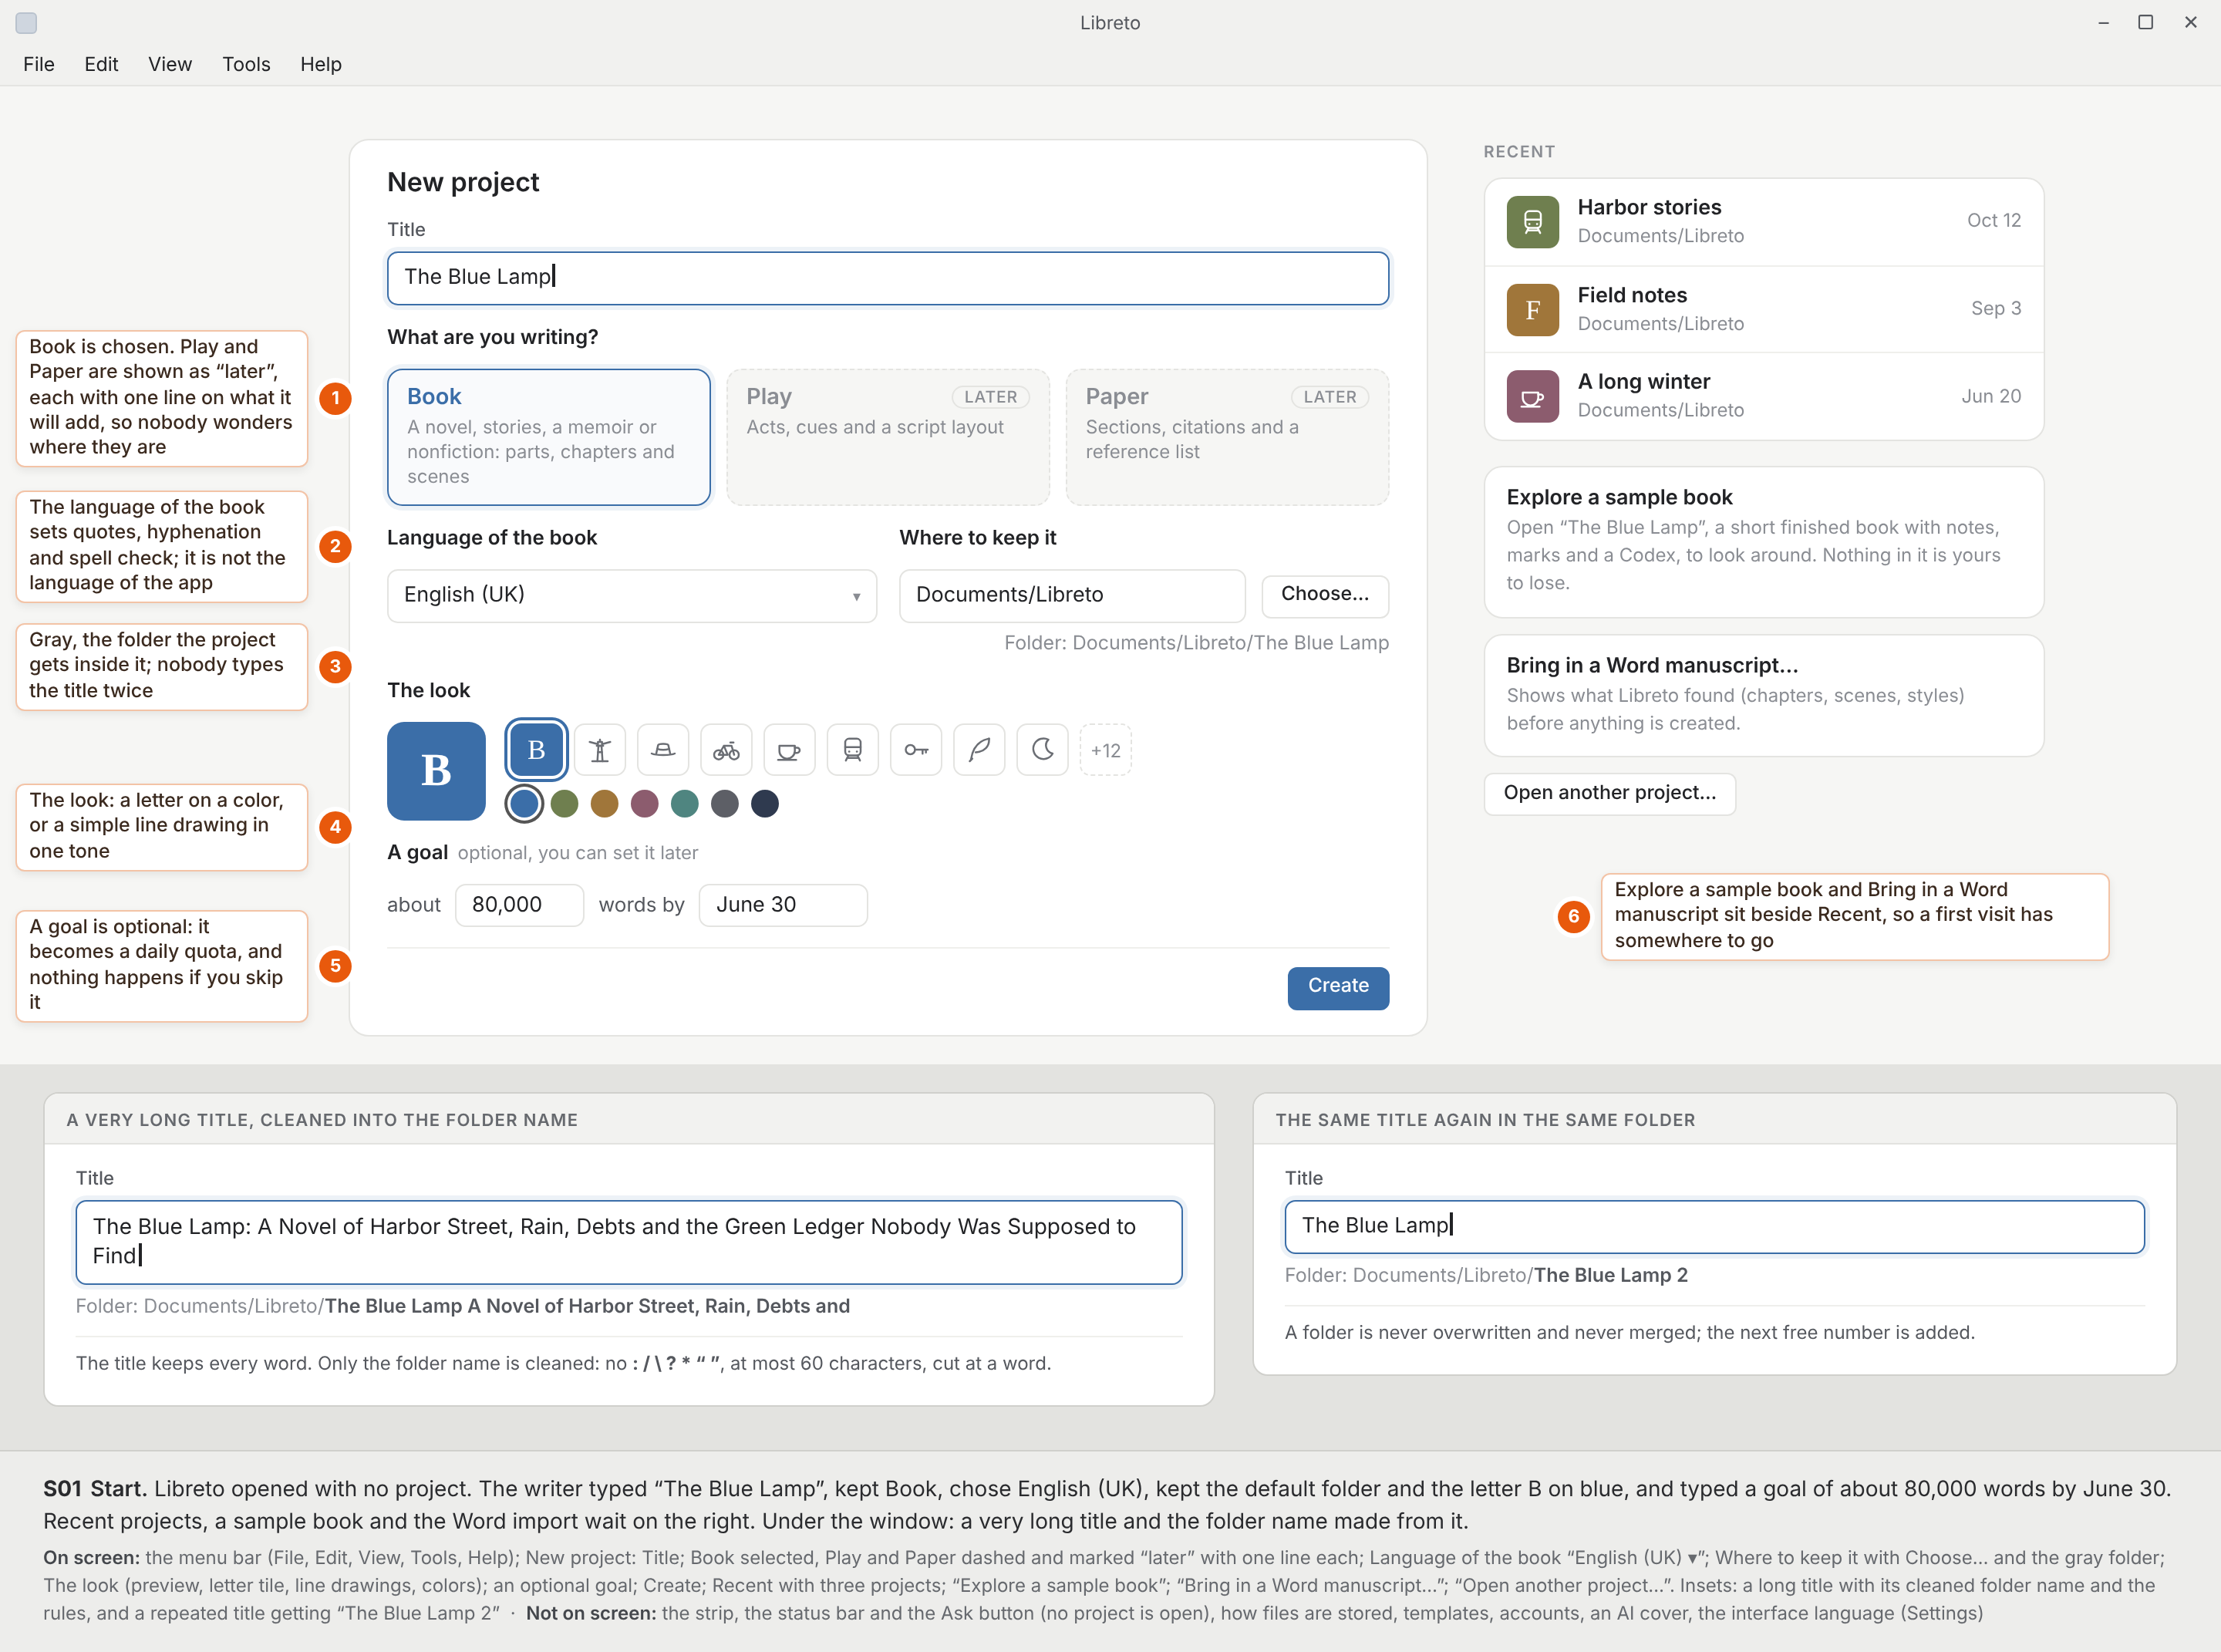 Libreto
File Edit View Tools Help
New project
Title
The Blue Lamp
What are you writing?
Book
A novel, stories, a memoir or
nonfiction: parts, chapters and
scenes
Play LATER
Acts, cues and a script layout
Paper LATER
Sections, citations and a
reference list
Language of the book
English (UK) ▾
Where to keep it
Documents/Libreto Choose…
Folder: Documents/Libreto/The Blue Lamp
The look
B B +12
A goal optional, you can set it later
about 80,000 words by June 30
Create
1
Book is chosen. Play and
Paper are shown as “later”,
each with one line on what it
will add, so nobody wonders
where they are
2
The language of the book
sets quotes, hyphenation
and spell check; it is not the
language of the app
3
Gray, the folder the project
gets inside it; nobody types
the title twice
4
The look: a letter on a color,
or a simple line drawing in
one tone
5
A goal is optional: it
becomes a daily quota, and
nothing happens if you skip
it
RECENT
Harbor stories Oct 12
Documents/Libreto
F
Field notes Sep 3
Documents/Libreto
A long winter Jun 20
Documents/Libreto
Explore a sample book
Open “The Blue Lamp”, a short finished book with notes,
marks and a Codex, to look around. Nothing in it is yours
to lose.
Bring in a Word manuscript…
Shows what Libreto found (chapters, scenes, styles)
before anything is created.
Open another project…
6
Explore a sample book and Bring in a Word
manuscript sit beside Recent, so a first visit has
somewhere to go
A VERY LONG TITLE, CLEANED INTO THE FOLDER NAME
Title
The Blue Lamp: A Novel of Harbor Street, Rain, Debts and the Green Ledger Nobody Was Supposed to
Find
Folder: Documents/Libreto/The Blue Lamp A Novel of Harbor Street, Rain, Debts and
The title keeps every word. Only the folder name is cleaned: no : / \ ? * “ ”, at most 60 characters, cut at a word.
THE SAME TITLE AGAIN IN THE SAME FOLDER
Title
The Blue Lamp
Folder: Documents/Libreto/The Blue Lamp 2
A folder is never overwritten and never merged; the next free number is added.
S01 Start. Libreto opened with no project. The writer typed “The Blue Lamp”, kept Book, chose English (UK), kept the default folder and the letter B on blue, and typed a goal of about 80,000 words by June 30.
Recent projects, a sample book and the Word import wait on the right. Under the window: a very long title and the folder name made from it.
On screen: the menu bar (File, Edit, View, Tools, Help); New project: Title; Book selected, Play and Paper dashed and marked “later” with one line each; Language of the book “English (UK) ▾”; Where to keep it with Choose… and the gray folder;
The look (preview, letter tile, line drawings, colors); an optional goal; Create; Recent with three projects; “Explore a sample book”; “Bring in a Word manuscript…”; “Open another project…”. Insets: a long title with its cleaned folder name and the
rules, and a repeated title getting “The Blue Lamp 2” · Not on screen: the strip, the status bar and the Ask button (no project is open), how files are stored, templates, accounts, an AI cover, the interface language (Settings)